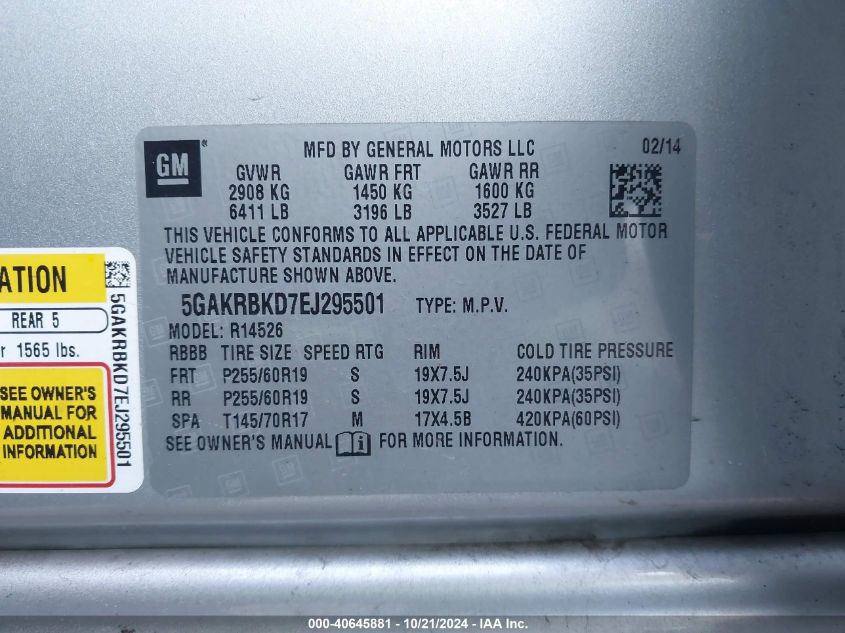 GM
MFD BY GENERAL MOTORS LLC
02/14
GVWR GAWR FRT GAWR RR
2908 KG 1450 KG 1600 KG
6411 LB 3196 LB 3527 LB
THIS VEHICLE CONFORMS TO ALL APPLICABLE U.S. FEDERAL MOTOR
VEHICLE SAFETY STANDARDS IN EFFECT ON THE DATE OF
MANUFACTURE SHOWN ABOVE.
5GAKRBKD7EJ295501 TYPE: M.P.V.
MODEL: R14526
RBBB TIRE SIZE SPEED RTG RIM COLD TIRE PRESSURE
FRT P255/60R19 S 19X7.5J 240KPA(35PSI)
RR P255/60R19 S 19X7.5J 240KPA(35PSI)
SPA T145/70R17 M 17X4.5B 420KPA(60PSI)
SEE OWNER'S MANUAL FOR MORE INFORMATION.
REAR 5
1565 lbs.
SEE OWNER'S
MANUAL FOR
ADDITIONAL
INFORMATION
5GAKRBKD7EJ295501
000-40645881 - 10/21/2024 - IAA Inc.